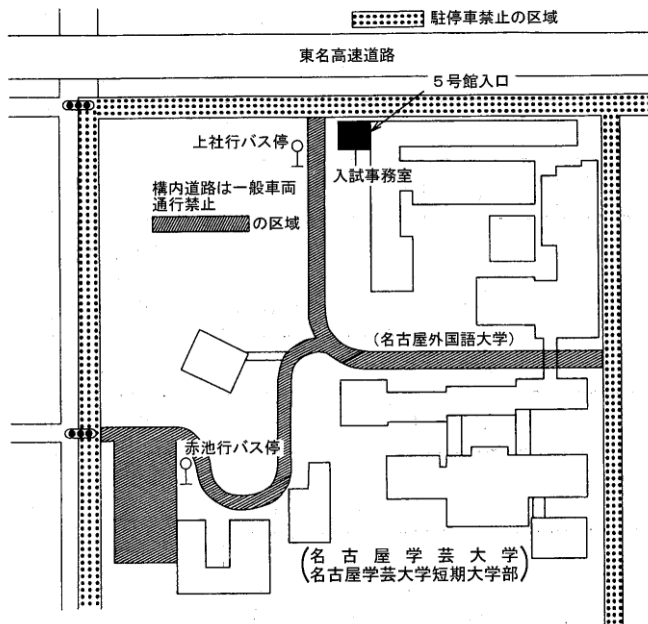 駐停車禁止の区域
東名高速道路
5号館入口
上社行バス停
入試事務室
構内道路は一般車両
通行禁止
の区域
(名古屋外国語大学)
赤池行バス停
(名古屋学芸大学
名古屋学芸大学短期大学部)